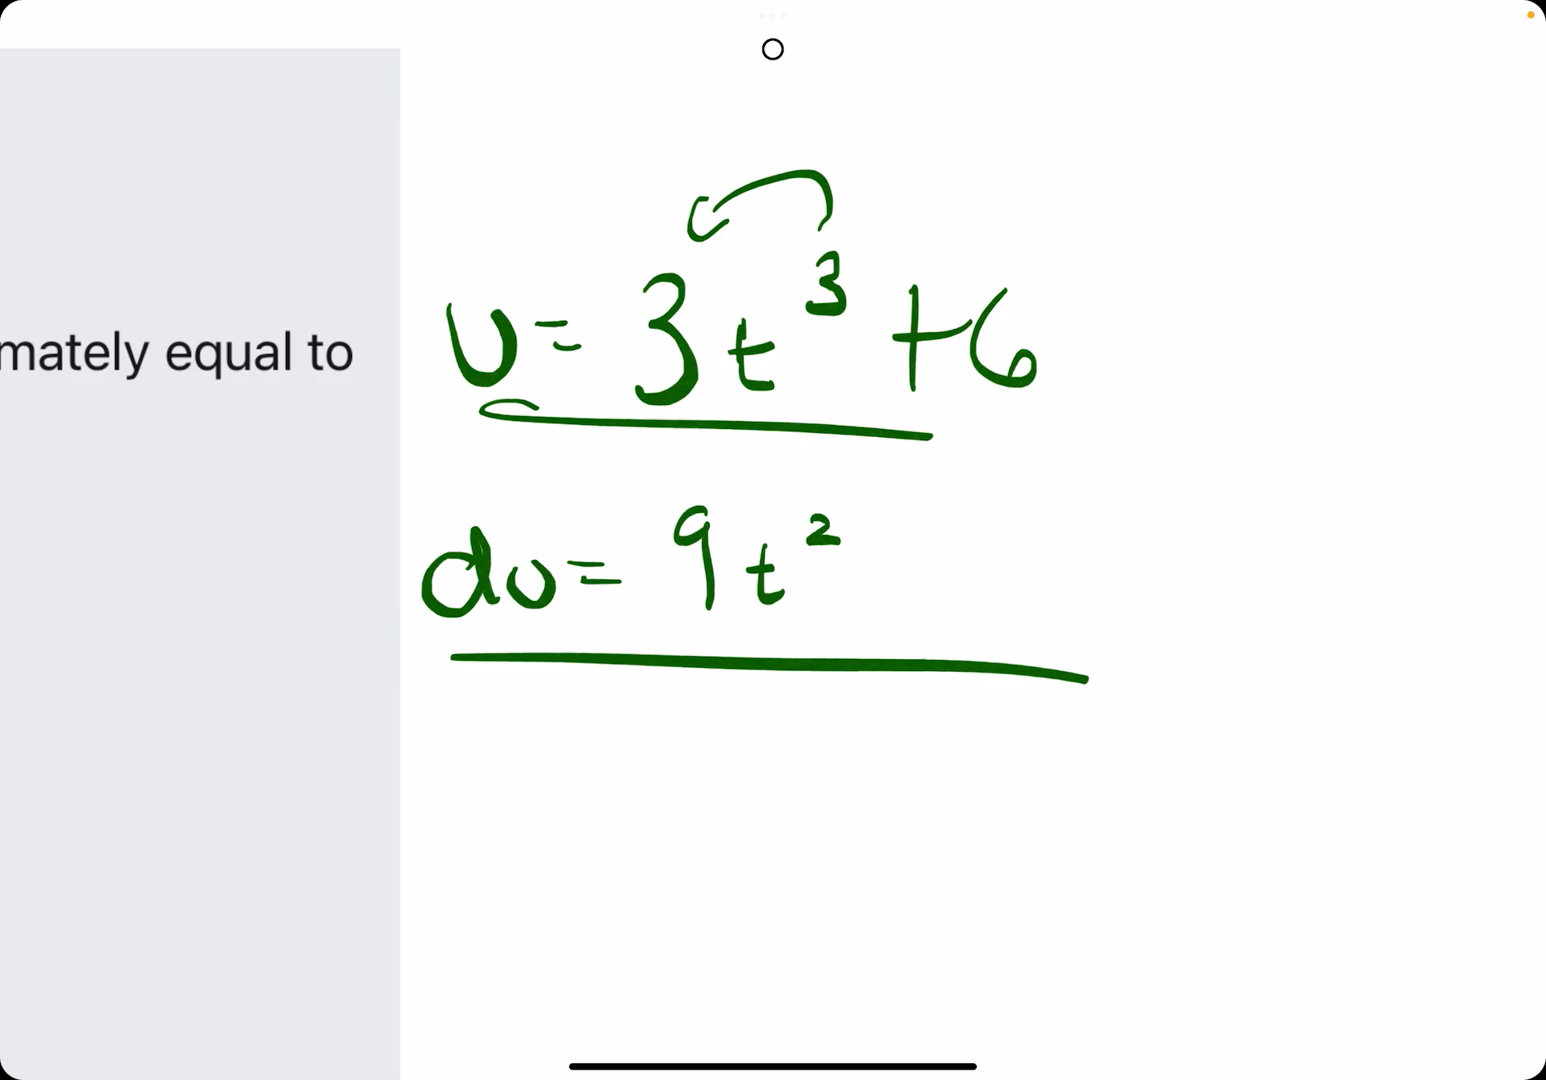 mately equal to
u = 3t³ + 6
du = 9t²